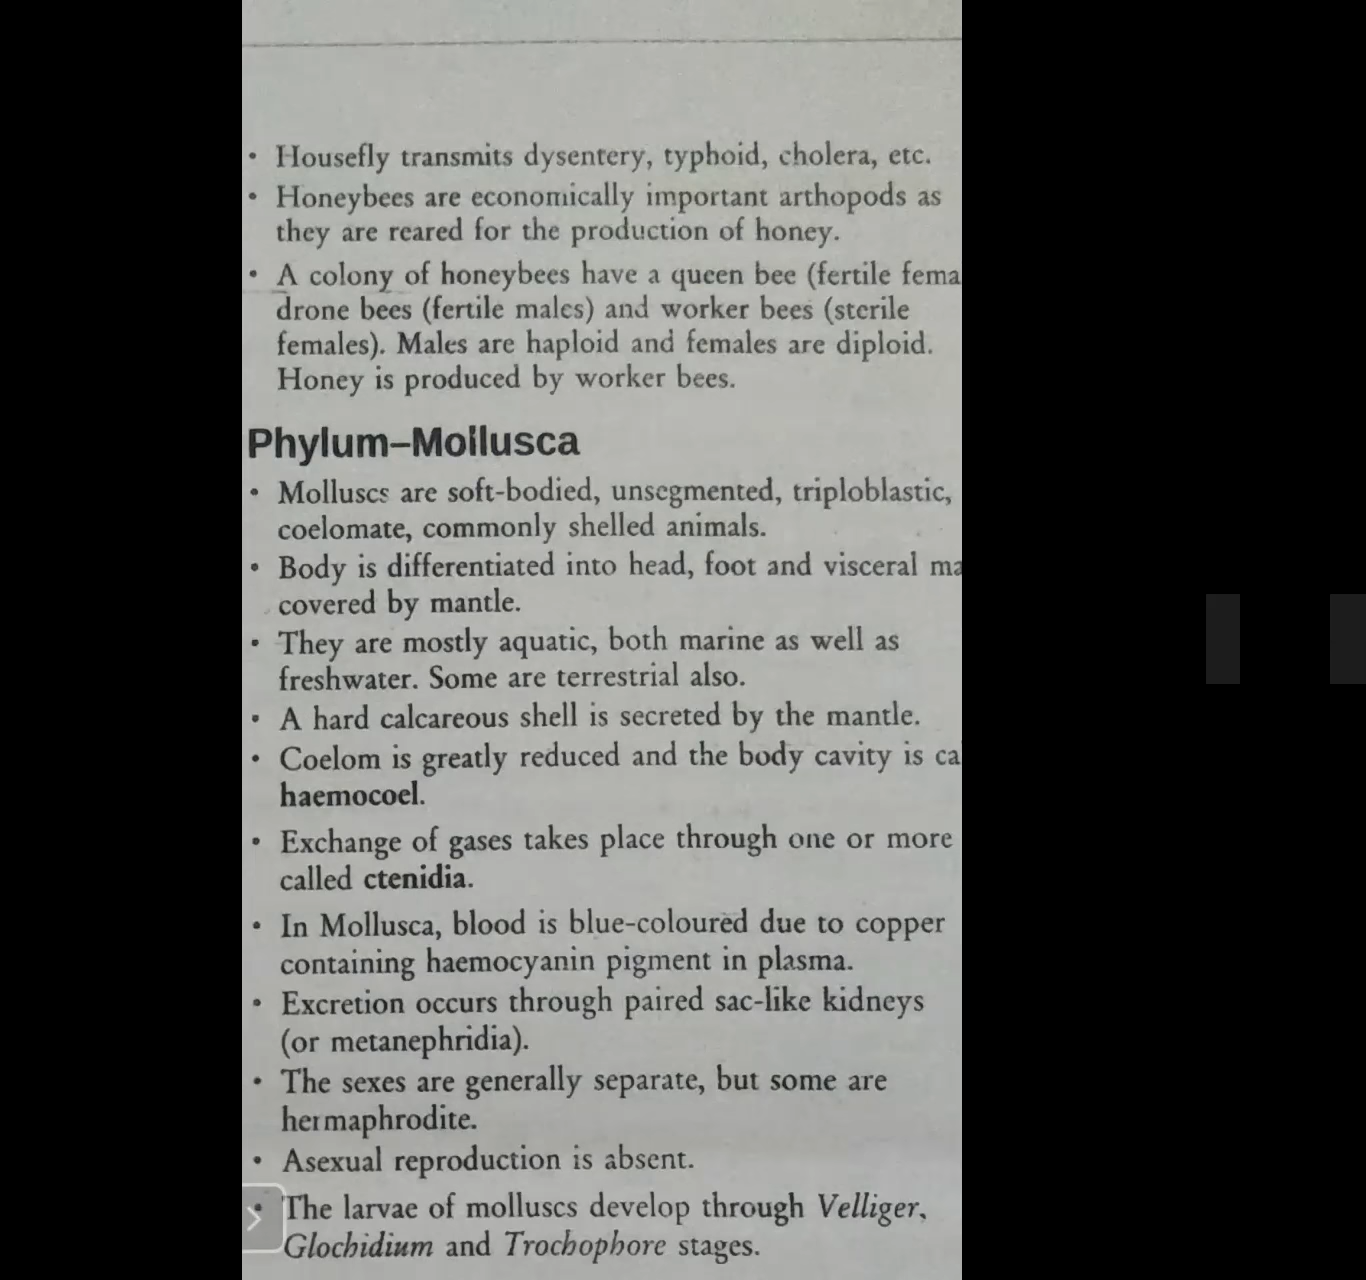 • Housefly transmits dysentery, typhoid, cholera, etc.
• Honeybees are economically important arthopods as
they are reared for the production of honey.
• A colony of honeybees have a queen bee (fertile fema
drone bees (fertile males) and worker bees (sterile
females). Males are haploid and females are diploid.
Honey is produced by worker bees.
Phylum–Mollusca
• Molluscs are soft-bodied, unsegmented, triploblastic,
coelomate, commonly shelled animals.
• Body is differentiated into head, foot and visceral ma
covered by mantle.
• They are mostly aquatic, both marine as well as
freshwater. Some are terrestrial also.
• A hard calcareous shell is secreted by the mantle.
• Coelom is greatly reduced and the body cavity is ca
haemocoel.
• Exchange of gases takes place through one or more
called ctenidia.
• In Mollusca, blood is blue-coloured due to copper
containing haemocyanin pigment in plasma.
• Excretion occurs through paired sac-like kidneys
(or metanephridia).
• The sexes are generally separate, but some are
hermaphrodite.
• Asexual reproduction is absent.
• The larvae of molluscs develop through Velliger,
Glochidium and Trochophore stages.